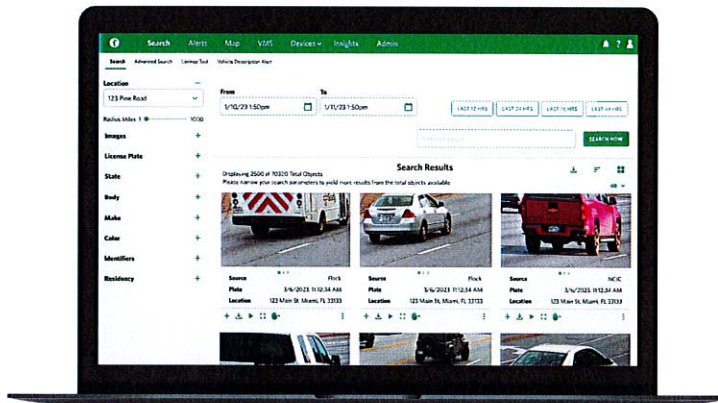 Search Alerts Map VMS Devices Insights Admin ?
Search Advanced Search Lookup Tool Vehicle Description Alert
Location −
123 Pine Road
Radius Miles 1 1000
Images +
License Plate +
State +
Body +
Make +
Color +
Identifiers +
Residency +
From To
1/10/23 1:50pm 1/11/23 1:50pm
LAST 12 HRS LAST 24 HRS LAST 36 HRS LAST 48 HRS
SEARCH NOW
Search Results
Displaying 2500 of 70320 Total Objects
Please narrow your search parameters to yield more results from the total objects available.
Source Flock
Plate 3/6/2023, 11:12:34 AM
Location 123 Main St, Miami, FL 33133
Source Flock
Plate 3/6/2023, 11:12:34 AM
Location 123 Main St, Miami, FL 33133
Source NCIC
Plate 3/6/2023, 11:12:34 AM
Location 123 Main St, Miami, FL 33133